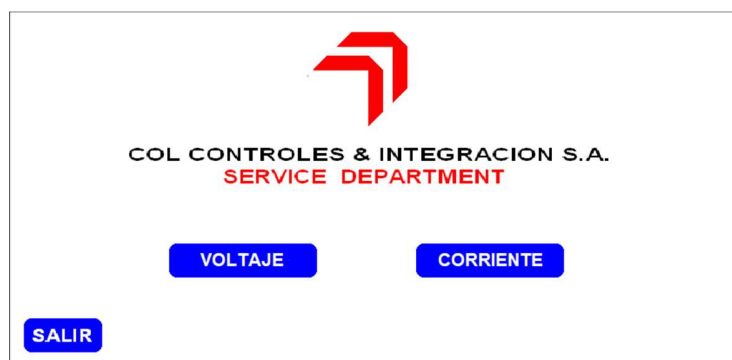 COL CONTROLES & INTEGRACION S.A.
SERVICE DEPARTMENT
VOLTAJE CORRIENTE
SALIR